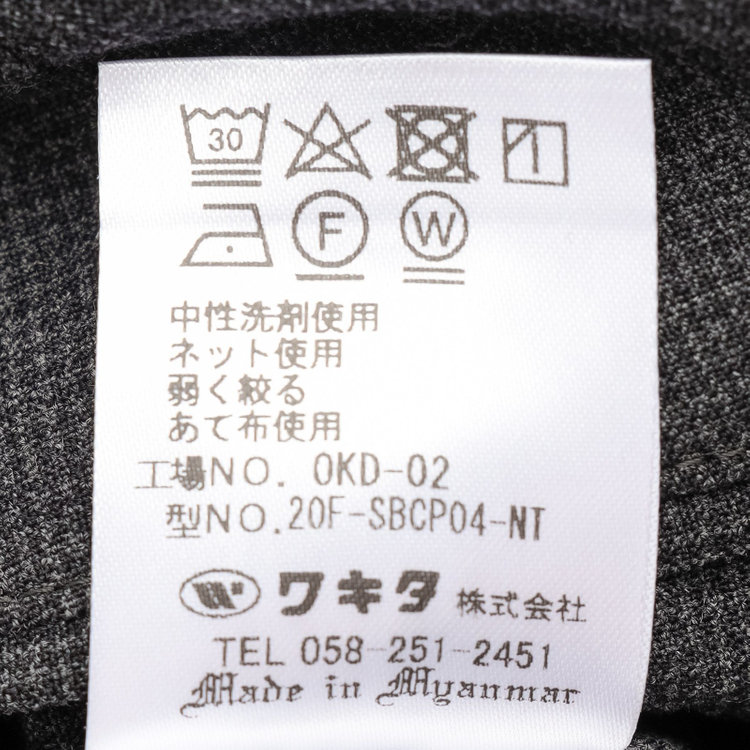 30
F W
中性洗剤使用
ネット使用
弱く絞る
あて布使用
工場NO. OKD-02
型NO.20F-SBCP04-NT
W ワキタ 株式会社
TEL 058-251-2451
Made in Myanmar